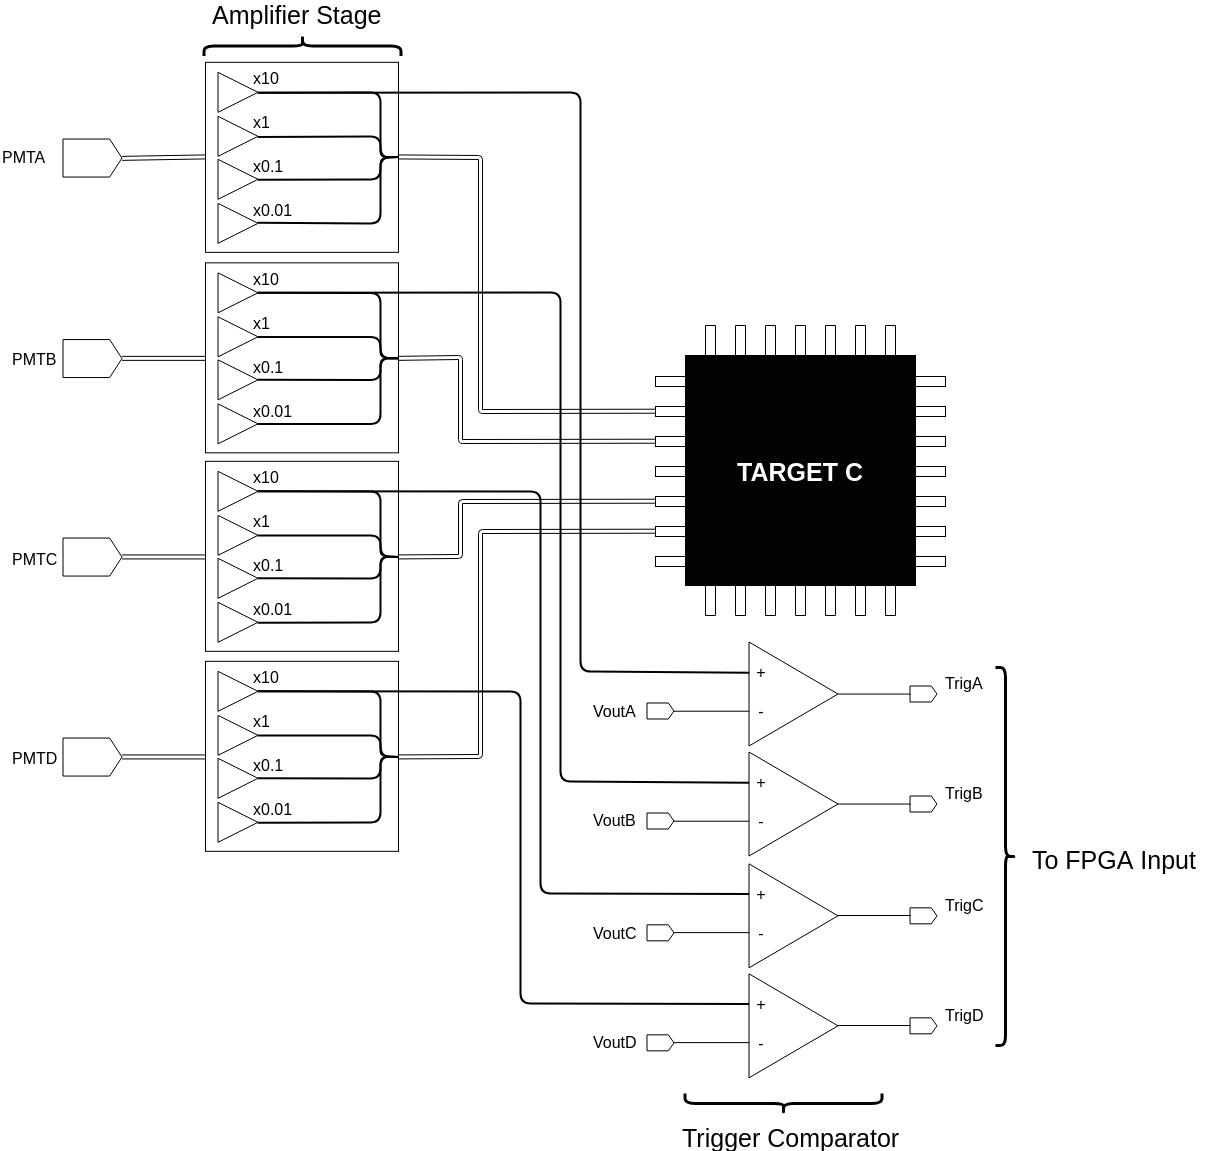 Amplifier Stage
x10
x1
PMTA
x0.1
x0.01
x10
x1
PMTB
x0.1
x0.01
x10
x1
PMTC
x0.1
x0.01
x10
x1
PMTD
x0.1
x0.01
TARGET C
+
TrigA
VoutA
-
+
TrigB
VoutB
-
To FPGA Input
+
TrigC
VoutC
-
+
TrigD
VoutD
-
Trigger Comparator